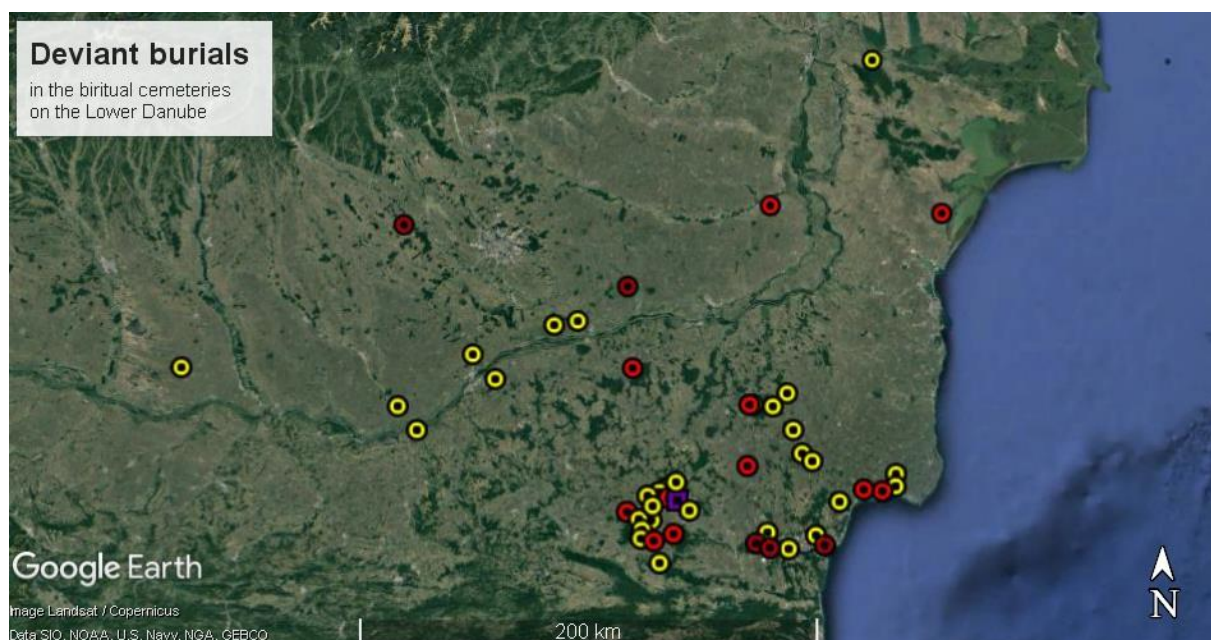 Deviant burials
in the biritual cemeteries
on the Lower Danube
Google Earth
Image Landsat / Copernicus
Data SIO, NOAA, U.S. Navy, NGA, GEBCO
200 km
N